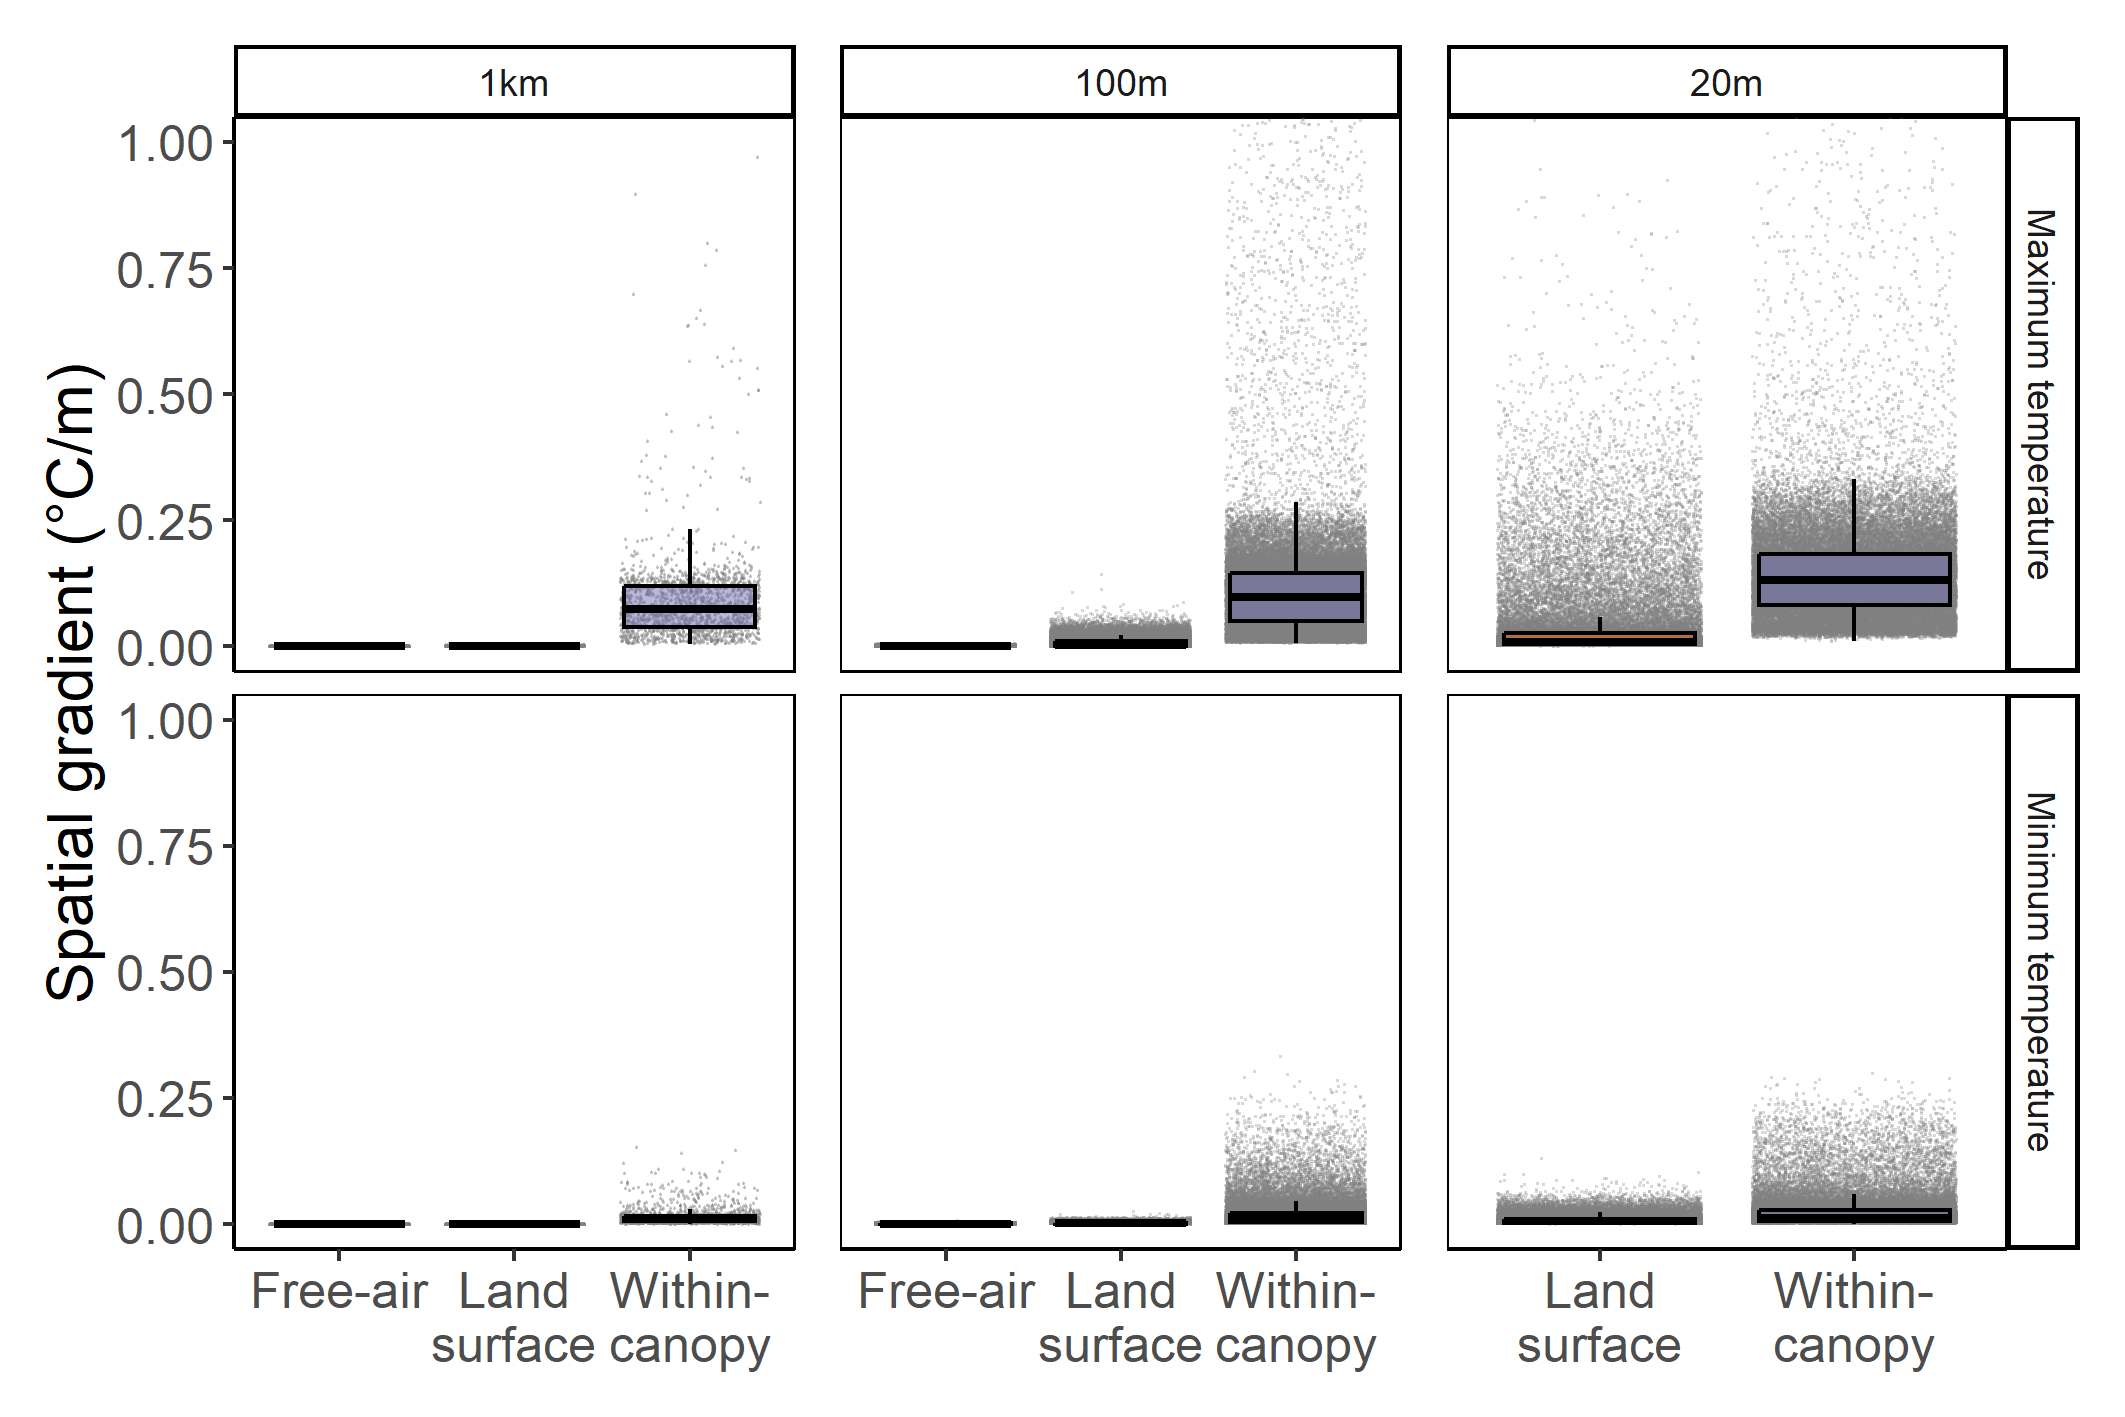 1km
100m
20m
Spatial gradient (°C/m)
1.00
0.75
0.50
0.25
0.00
Maximum temperature
1.00
0.75
0.50
0.25
0.00
Minimum temperature
Free-air
Land
surface
Within-
canopy
Free-air
Land
surface
Within-
canopy
Land
surface
Within-
canopy